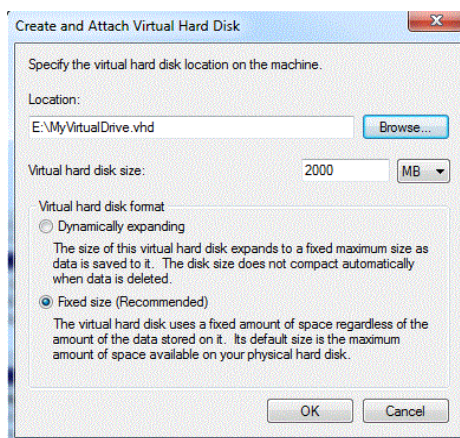 Create and Attach Virtual Hard Disk
Specify the virtual hard disk location on the machine.
Location:
E:\MyVirtualDrive.vhd Browse...
Virtual hard disk size: 2000 MB
Virtual hard disk format
Dynamically expanding
The size of this virtual hard disk expands to a fixed maximum size as
data is saved to it. The disk size does not compact automatically
when data is deleted.
Fixed size (Recommended)
The virtual hard disk uses a fixed amount of space regardless of the
amount of the data stored on it. Its default size is the maximum
amount of space available on your physical hard disk.
OK Cancel